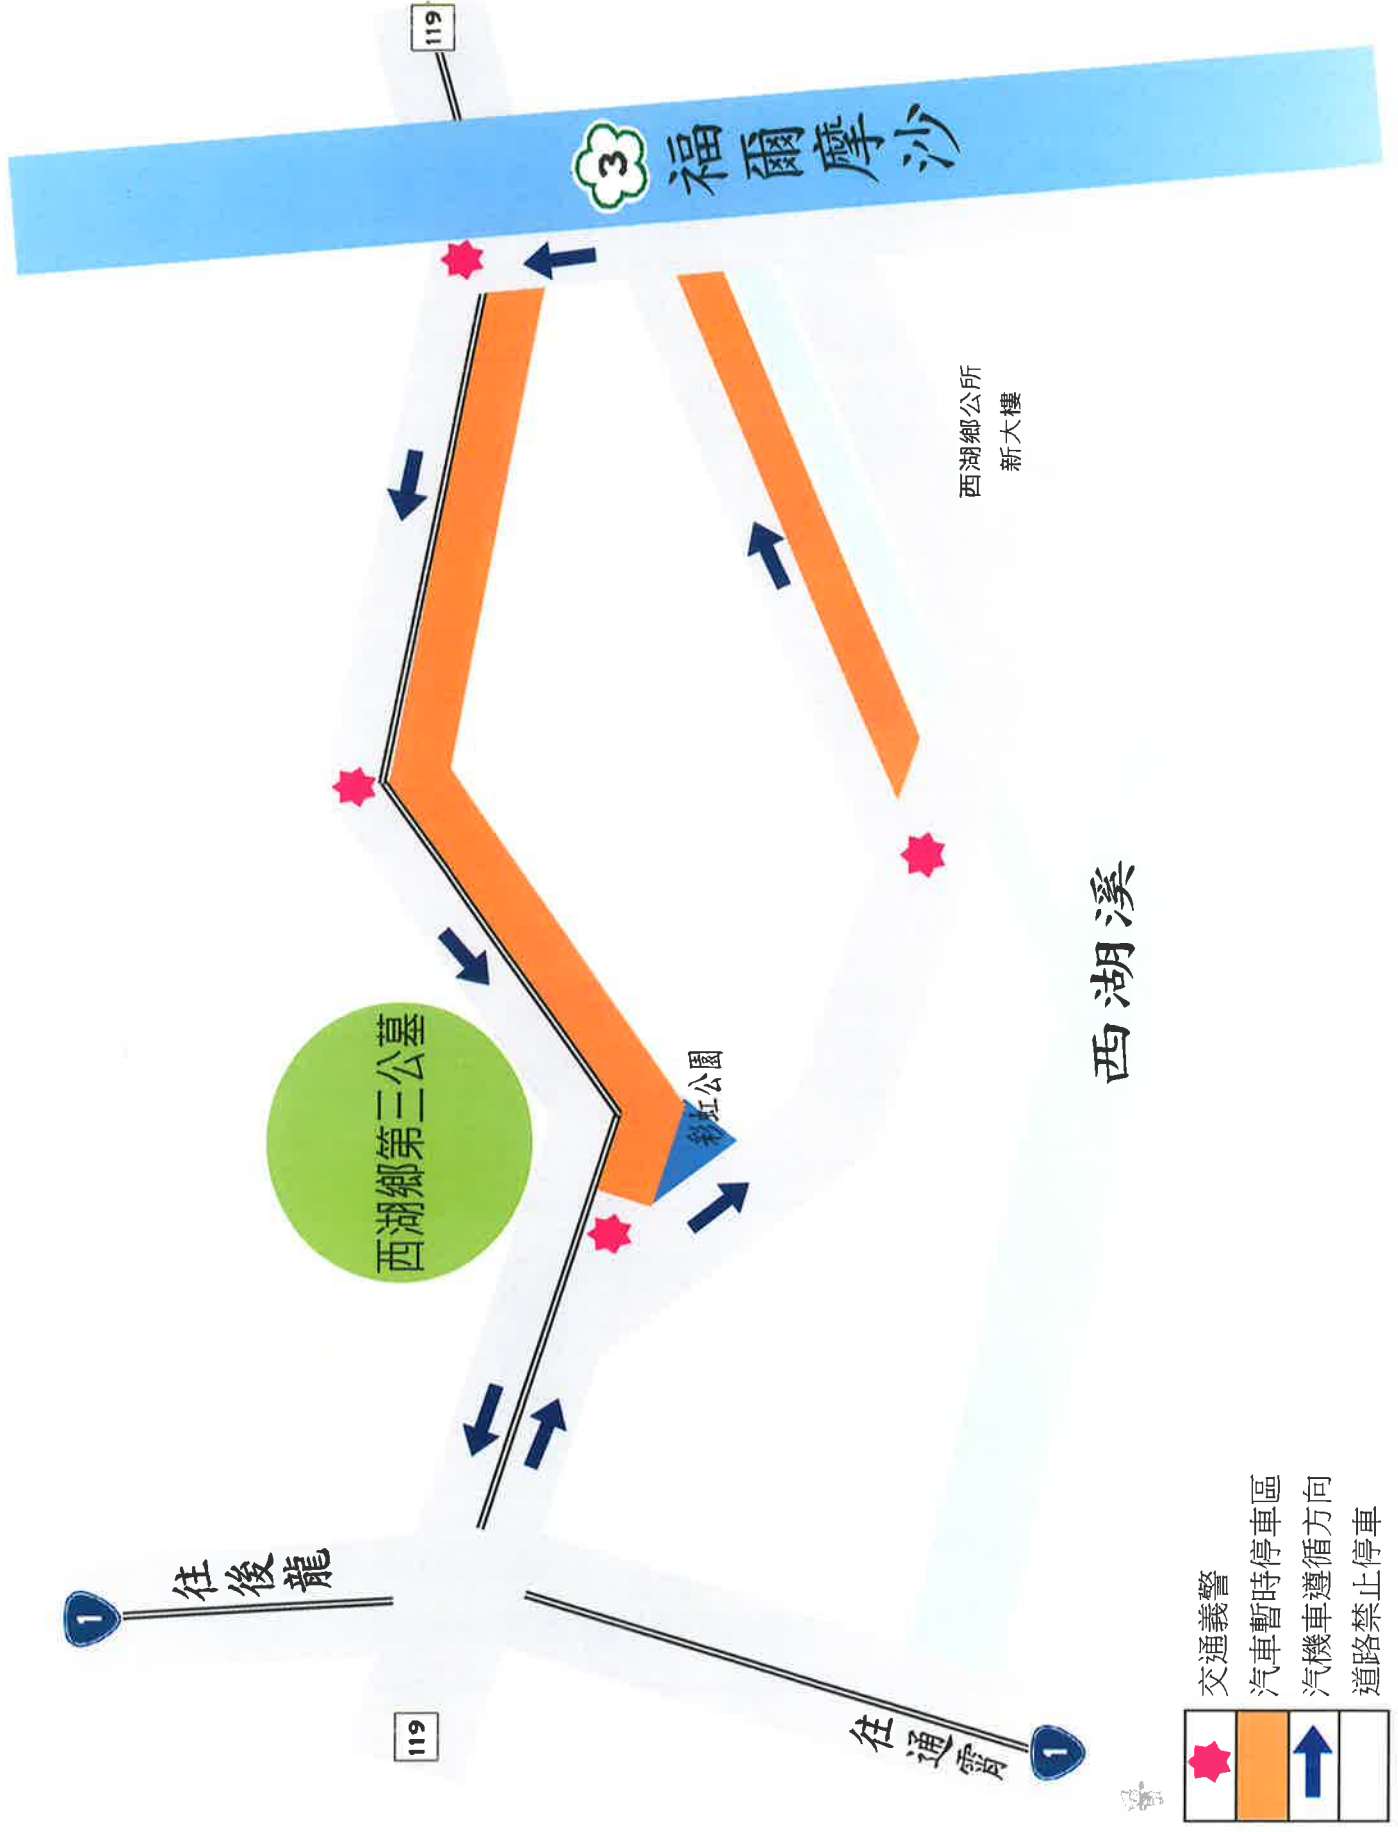 119
3
福爾摩沙
西湖鄉公所
新大樓
西湖鄉第三公墓
彩虹公園
西湖溪
1
往後龍
119
往通霄
1
交通義警
汽車暫時停車區
汽機車遵循方向
道路禁止停車